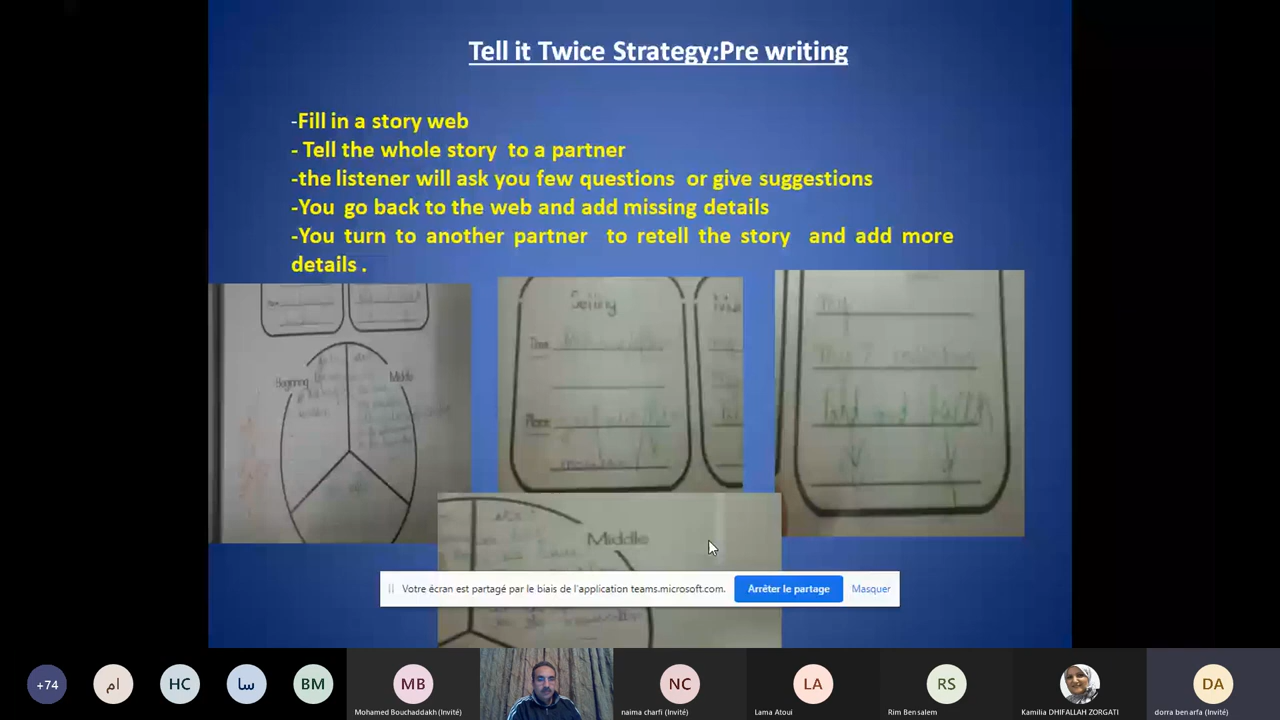 Tell it Twice Strategy:Pre writing
-Fill in a story web
- Tell the whole story to a partner
-the listener will ask you few questions or give suggestions
-You go back to the web and add missing details
-You turn to another partner to retell the story and add more
details .
Beginning
Middle
Setting
Time
Place
My
Middle
Votre écran est partagé par le biais de l'application teams.microsoft.com.
Arrêter le partage
Masquer
+74
ام
HC
سا
BM
MB
NC
LA
RS
DA
Mohamed Bouchaddakh (Invité)
naima charfi (Invité)
Lama Atoui
Rim Ben salem
Kamilia DHIFALLAH ZORGATI
dorra ben arfa (Invité)